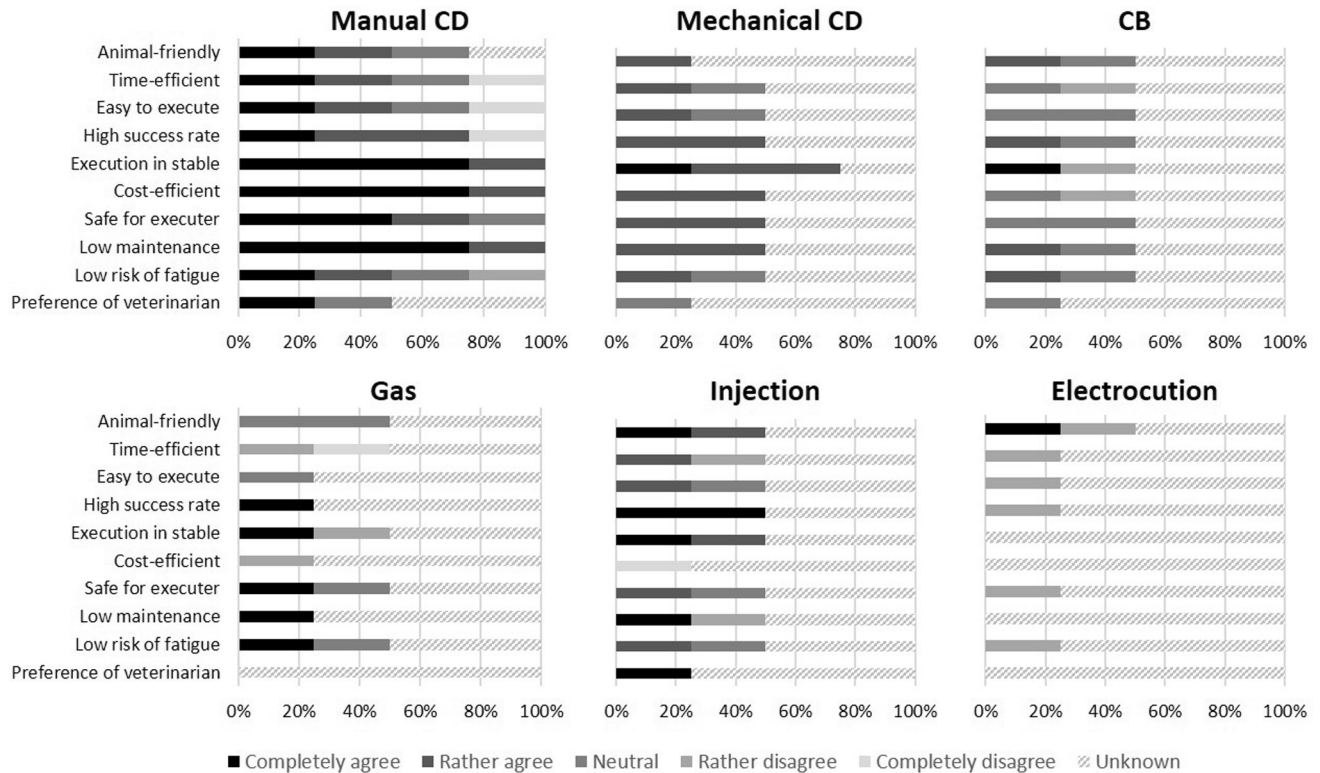 Manual CD
Mechanical CD
CB
Animal-friendly
Time-efficient
Easy to execute
High success rate
Execution in stable
Cost-efficient
Safe for executer
Low maintenance
Low risk of fatigue
Preference of veterinarian
0% 20% 40% 60% 80% 100%
0% 20% 40% 60% 80% 100%
0% 20% 40% 60% 80% 100%
Gas
Injection
Electrocution
Animal-friendly
Time-efficient
Easy to execute
High success rate
Execution in stable
Cost-efficient
Safe for executer
Low maintenance
Low risk of fatigue
Preference of veterinarian
0% 20% 40% 60% 80% 100%
0% 20% 40% 60% 80% 100%
0% 20% 40% 60% 80% 100%
Completely agree Rather agree Neutral Rather disagree Completely disagree Unknown